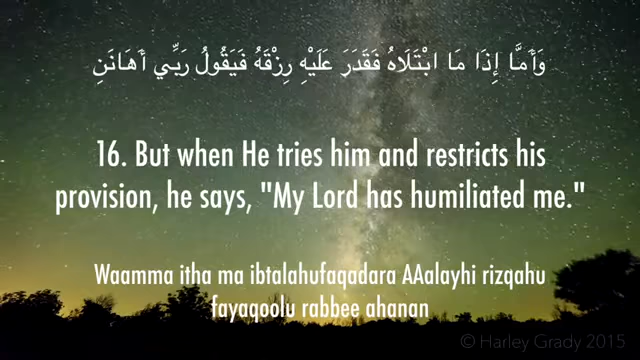 وَأَمَّا إِذَا مَا ابْتَلَاهُ فَقَدَرَ عَلَيْهِ رِزْقَهُ فَيَقُولُ رَبِّي أَهَانَنِ
16. But when He tries him and restricts his
provision, he says, "My Lord has humiliated me."
Waamma itha ma ibtalahufaqadara AAalayhi rizqahu
fayaqoolu rabbee ahanan
© Harley Grady 2015